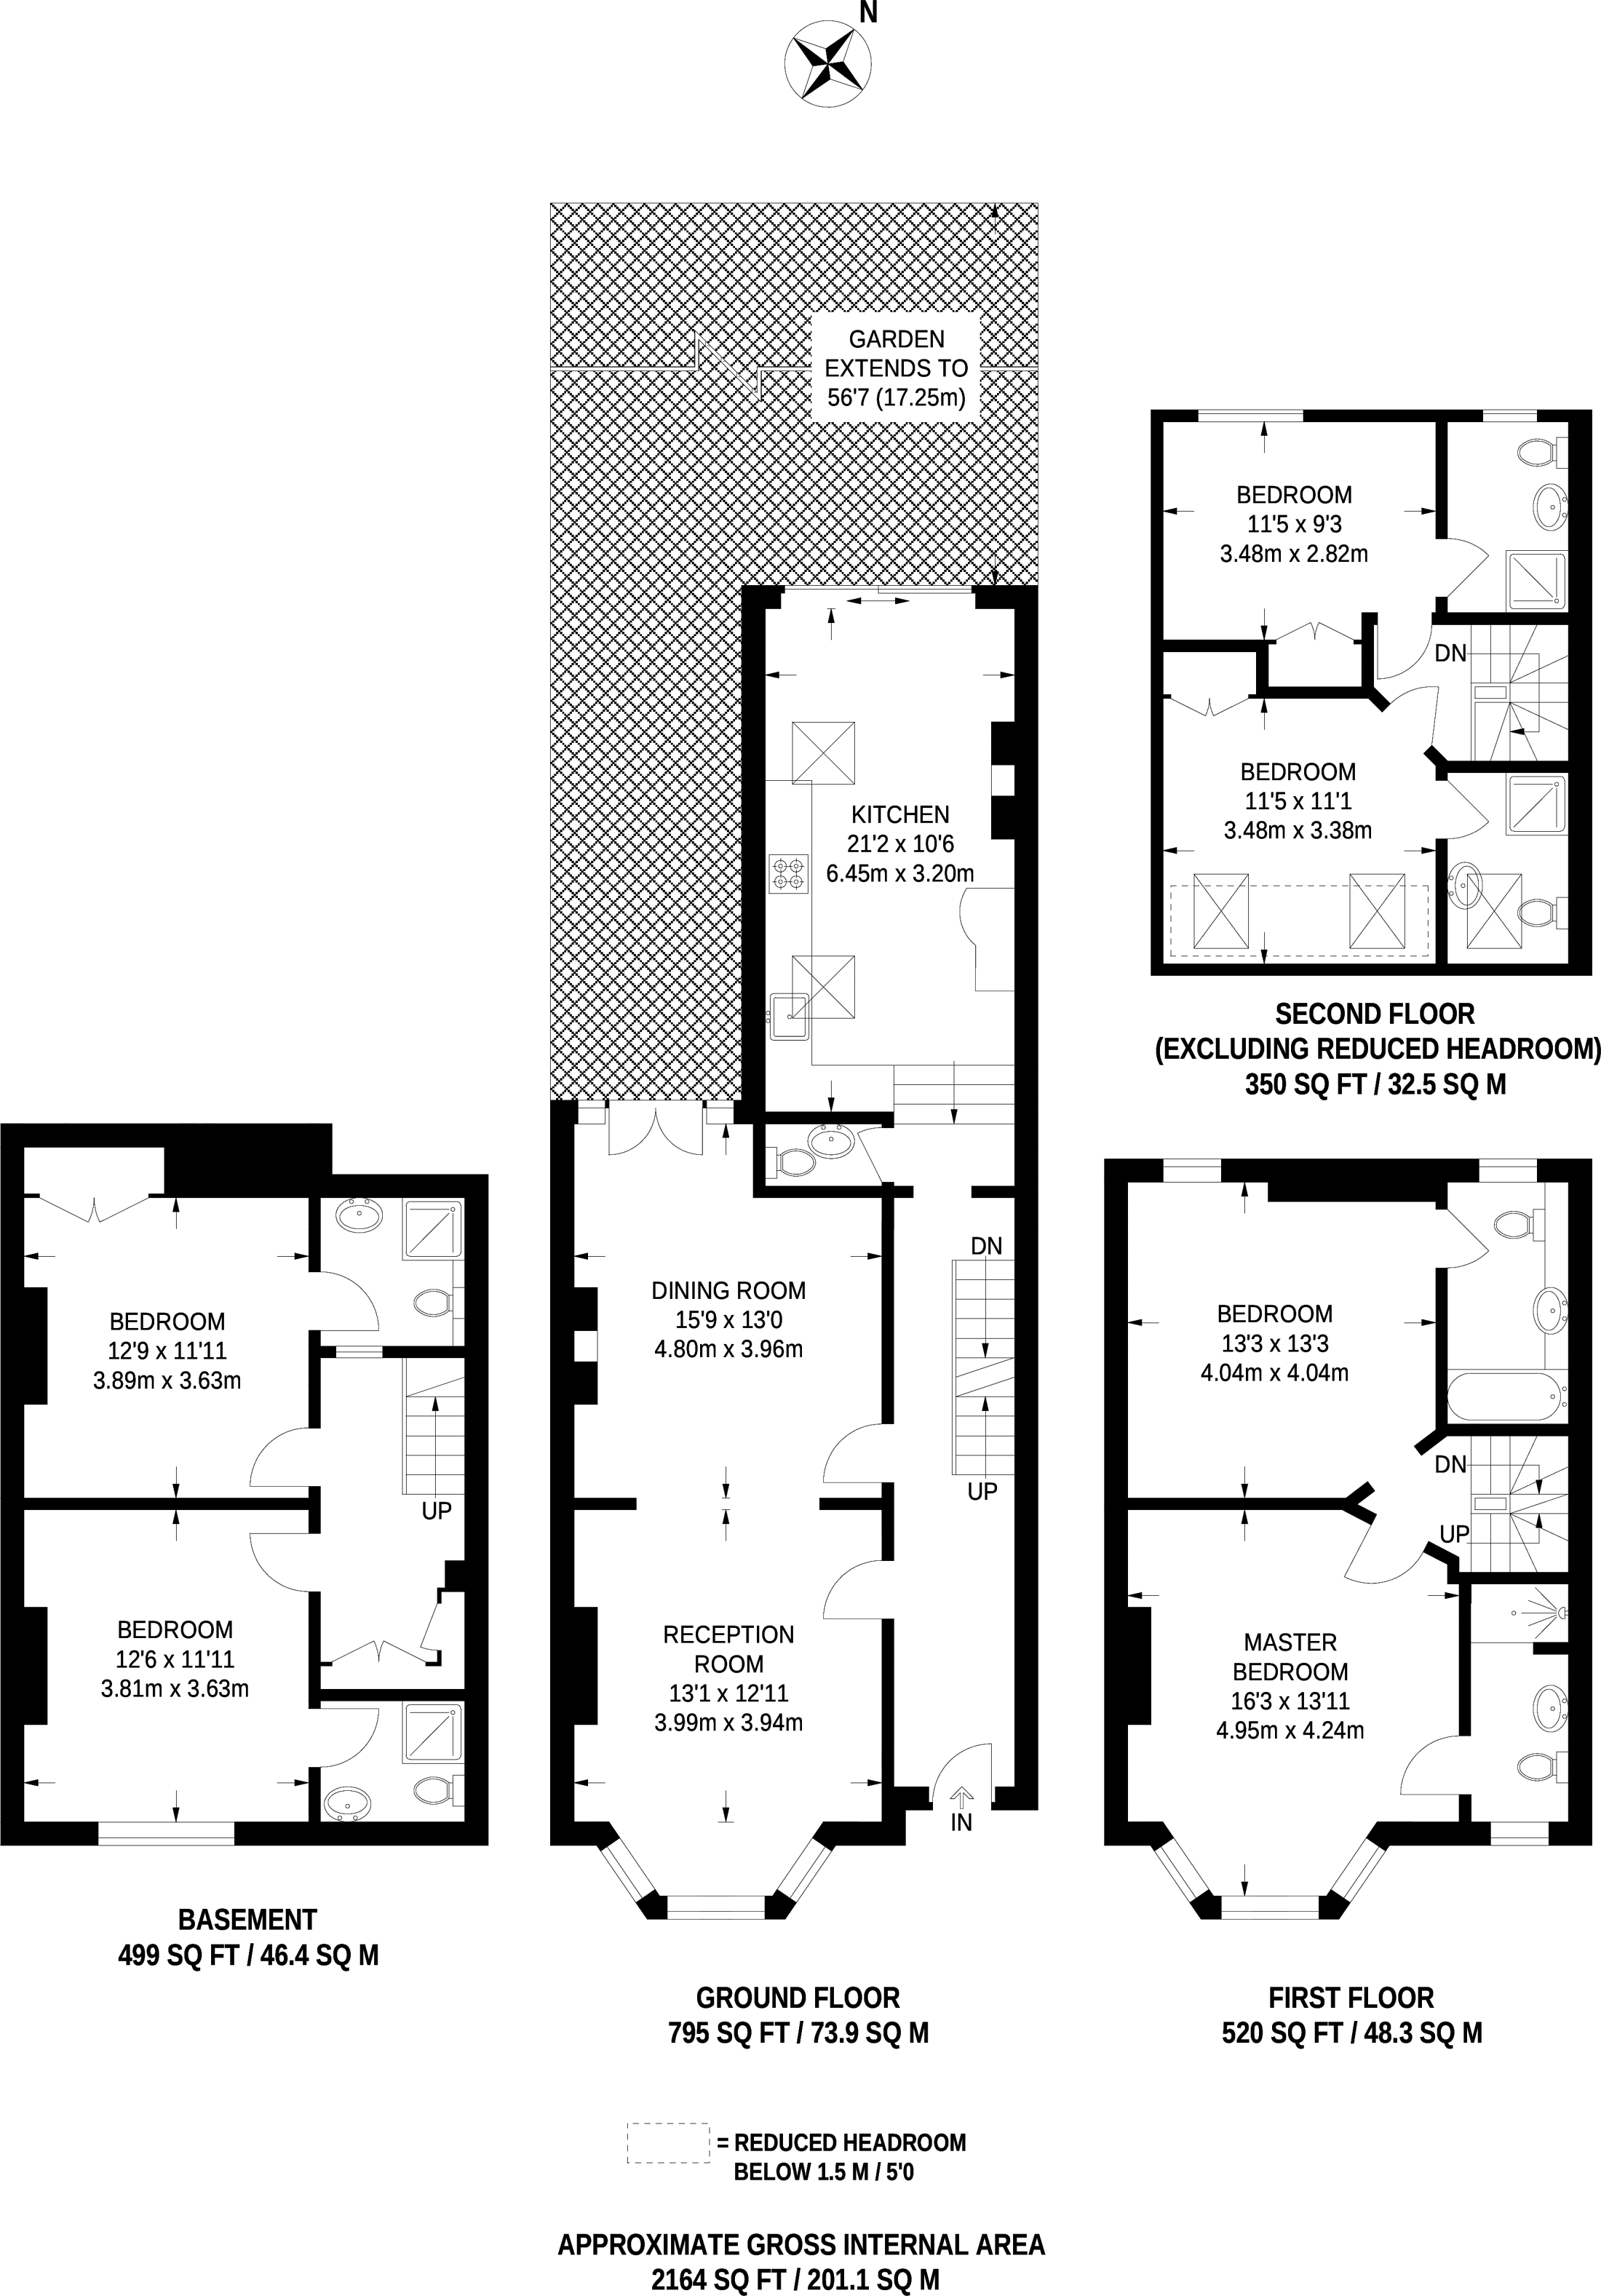 N
GARDEN
EXTENDS TO
56'7 (17.25m)
BEDROOM
11'5 x 9'3
3.48m x 2.82m
DN
BEDROOM
11'5 x 11'1
3.48m x 3.38m
SECOND FLOOR
(EXCLUDING REDUCED HEADROOM)
350 SQ FT / 32.5 SQ M
KITCHEN
21'2 x 10'6
6.45m x 3.20m
DN
DINING ROOM
15'9 x 13'0
4.80m x 3.96m
UP
RECEPTION
ROOM
13'1 x 12'11
3.99m x 3.94m
IN
GROUND FLOOR
795 SQ FT / 73.9 SQ M
BEDROOM
12'9 x 11'11
3.89m x 3.63m
UP
BEDROOM
12'6 x 11'11
3.81m x 3.63m
BASEMENT
499 SQ FT / 46.4 SQ M
BEDROOM
13'3 x 13'3
4.04m x 4.04m
DN
UP
MASTER
BEDROOM
16'3 x 13'11
4.95m x 4.24m
FIRST FLOOR
520 SQ FT / 48.3 SQ M
= REDUCED HEADROOM
BELOW 1.5 M / 5'0
APPROXIMATE GROSS INTERNAL AREA
2164 SQ FT / 201.1 SQ M